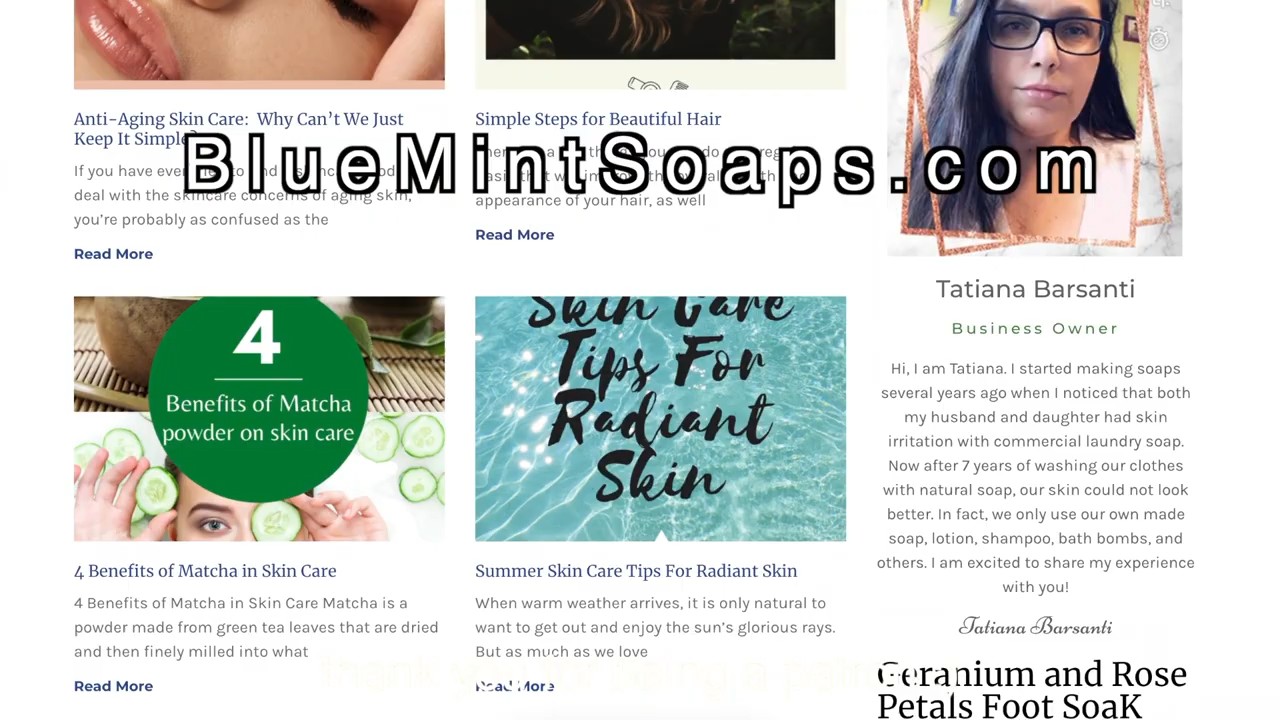 Anti-Aging Skin Care: Why Can't We Just
Keep It Simple?
If you have ever
deal with the skincare concerns of aging skin,
you're probably as confused as the
Read More
Simple Steps for Beautiful Hair
appearance of your hair, as well
Read More
BlueMintSoaps.com
4
Benefits of Matcha
powder on skin care
4 Benefits of Matcha in Skin Care
4 Benefits of Matcha in Skin Care Matcha is a
powder made from green tea leaves that are dried
and then finely milled into what
Read More
Skin Care
Tips For
Radiant
Skin
Summer Skin Care Tips For Radiant Skin
When warm weather arrives, it is only natural to
want to get out and enjoy the sun's glorious rays.
But as much as we love
Read More
Tatiana Barsanti
Business Owner
Hi, I am Tatiana. I started making soaps
several years ago when I noticed that both
my husband and daughter had skin
irritation with commercial laundry soap.
Now after 7 years of washing our clothes
with natural soap, our skin could not look
better. In fact, we only use our own made
soap, lotion, shampoo, bath bombs, and
others. I am excited to share my experience
with you!
Tatiana Barsanti
Geranium and Rose
Petals Foot SoaK